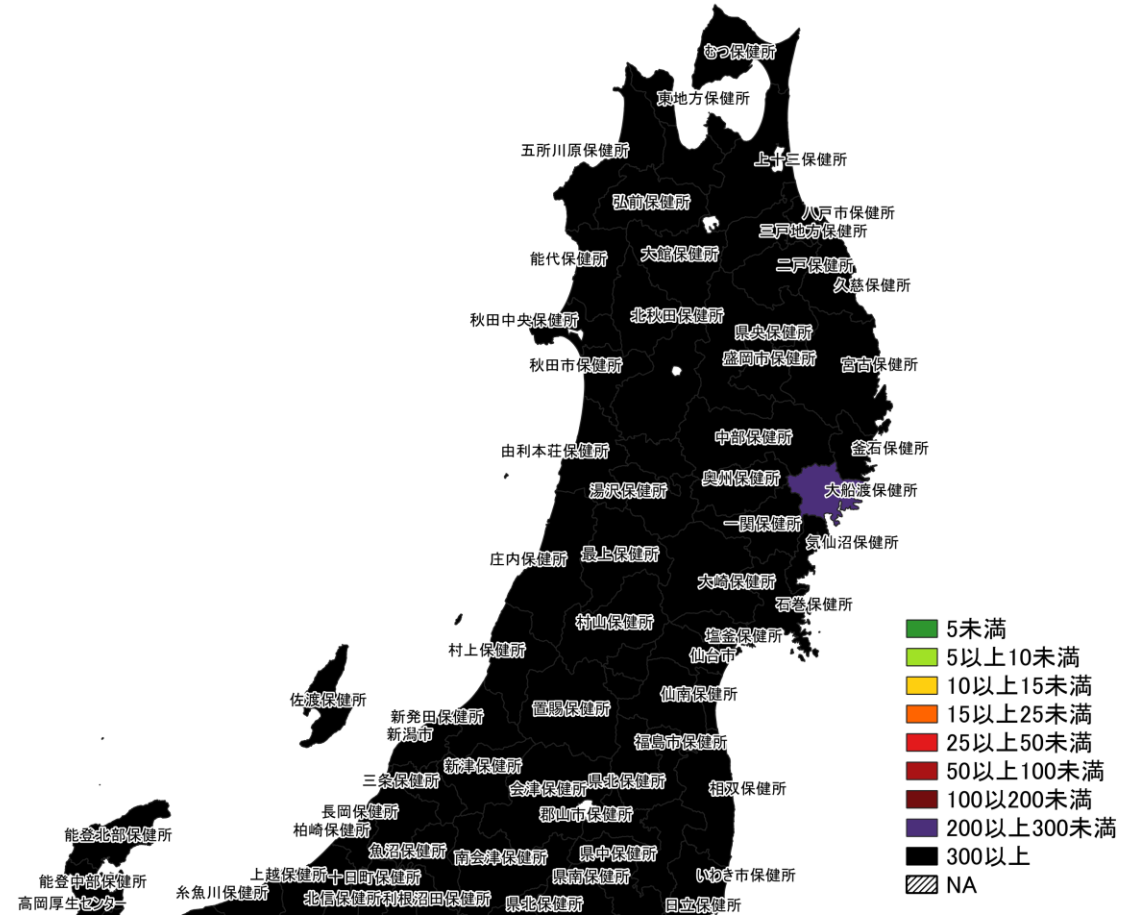 むつ保健所
東地方保健所
五所川原保健所
上十三保健所
弘前保健所
八戸市保健所
三戸地方保健所
大館保健所
能代保健所
二戸保健所
久慈保健所
北秋田保健所
秋田中央保健所
県央保健所
盛岡市保健所
秋田市保健所
宮古保健所
中部保健所
釜石保健所
由利本荘保健所
奥州保健所
湯沢保健所
大船渡保健所
一関保健所
気仙沼保健所
最上保健所
庄内保健所
大崎保健所
石巻保健所
村山保健所
塩釜保健所
村上保健所
仙台市
佐渡保健所
仙南保健所
置賜保健所
新発田保健所
新潟市
福島市保健所
新津保健所
三条保健所
県北保健所
会津保健所
相双保健所
長岡保健所
郡山市保健所
柏崎保健所
能登北部保健所
魚沼保健所
南会津保健所
県中保健所
上越保健所
十日町保健所
県南保健所
いわき市保健所
能登中部保健所
糸魚川保健所
北信保健所
利根沼田保健所
県北保健所
日立保健所
高岡厚生センター
5未満
5以上10未満
10以上15未満
15以上25未満
25以上50未満
50以上100未満
100以200未満
200以上300未満
300以上
NA